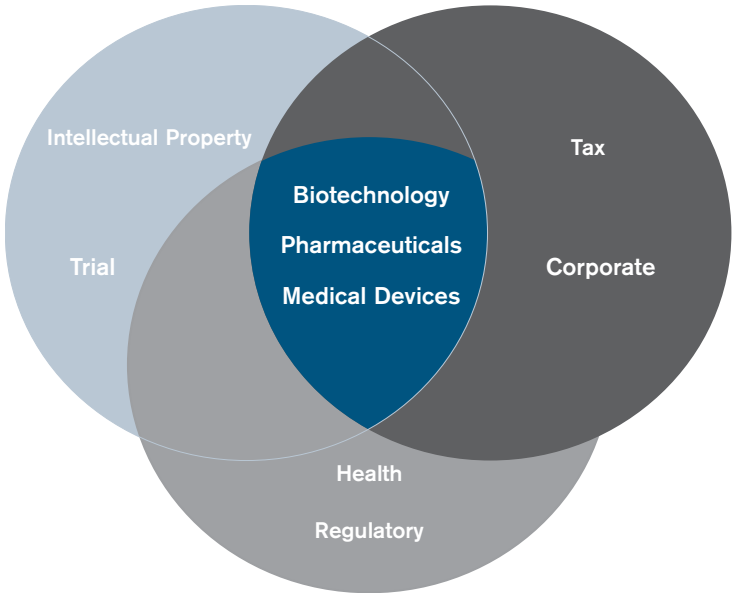 Intellectual Property
Trial
Biotechnology
Pharmaceuticals
Medical Devices
Tax
Corporate
Health
Regulatory